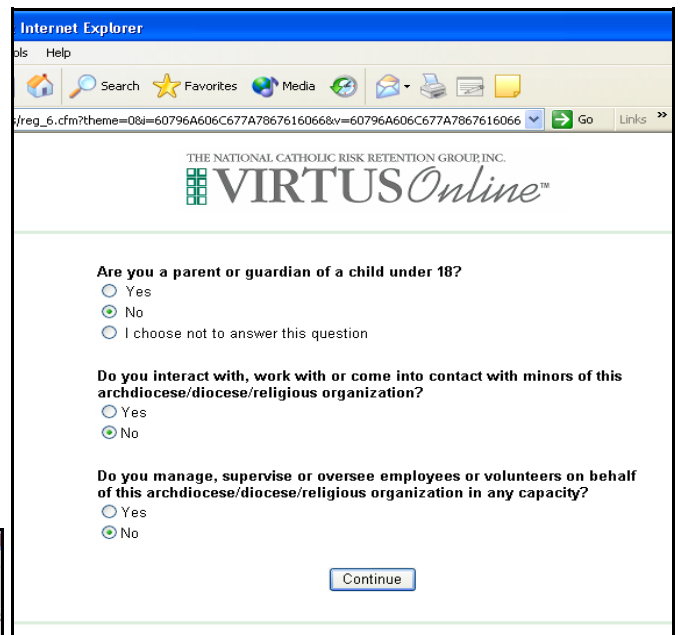 Internet Explorer
ols Help
Search Favorites Media
s/reg_6.cfm?theme=0&i=60796A606C677A7867616066&v=60796A606C677A7867616066 Go Links »
THE NATIONAL CATHOLIC RISK RETENTION GROUP, INC.
VIRTUS Online™
Are you a parent or guardian of a child under 18?
Yes
No
I choose not to answer this question
Do you interact with, work with or come into contact with minors of this
archdiocese/diocese/religious organization?
Yes
No
Do you manage, supervise or oversee employees or volunteers on behalf
of this archdiocese/diocese/religious organization in any capacity?
Yes
No
Continue